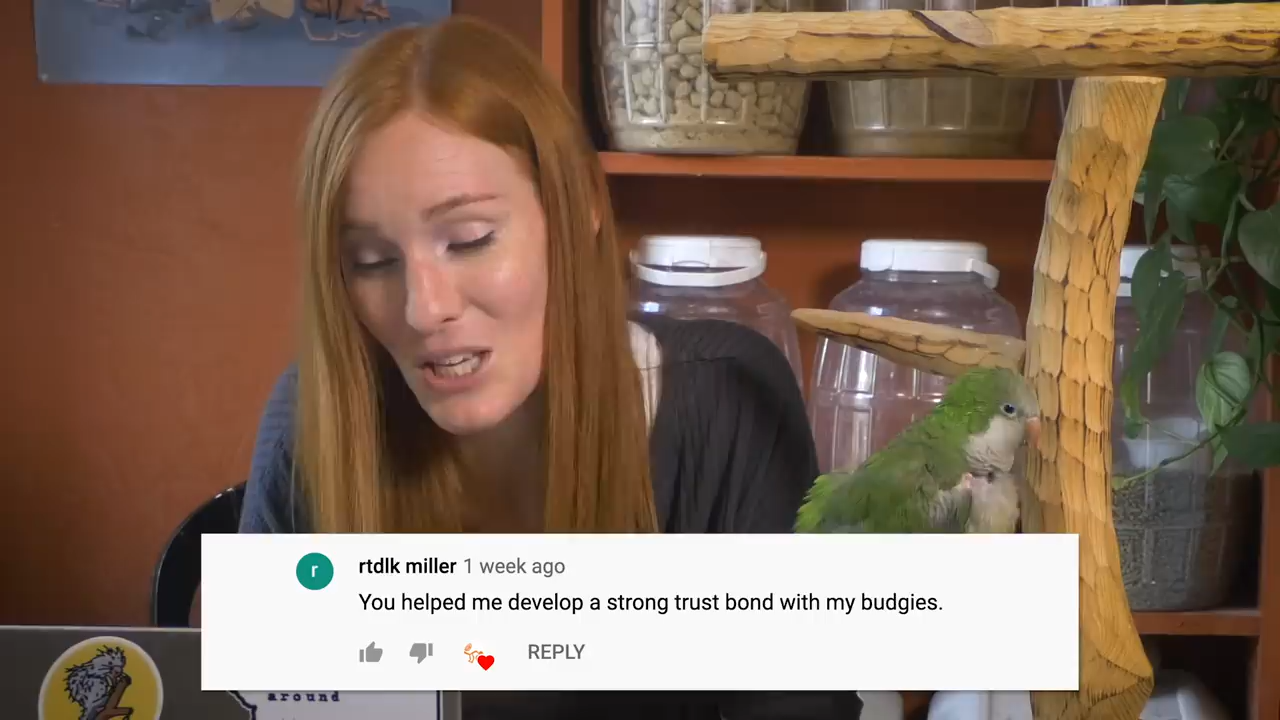 rtdlk miller 1 week ago
You helped me develop a strong trust bond with my budgies.
REPLY
r
around